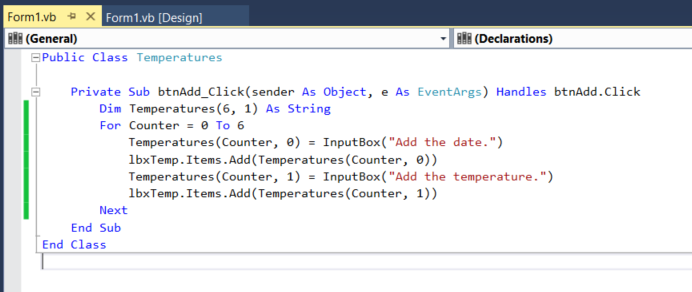 Form1.vb Form1.vb [Design]
(General) (Declarations)
Public Class Temperatures
Private Sub btnAdd_Click(sender As Object, e As EventArgs) Handles btnAdd.Click
Dim Temperatures(6, 1) As String
For Counter = 0 To 6
Temperatures(Counter, 0) = InputBox("Add the date.")
lbxTemp.Items.Add(Temperatures(Counter, 0))
Temperatures(Counter, 1) = InputBox("Add the temperature.")
lbxTemp.Items.Add(Temperatures(Counter, 1))
Next
End Sub
End Class